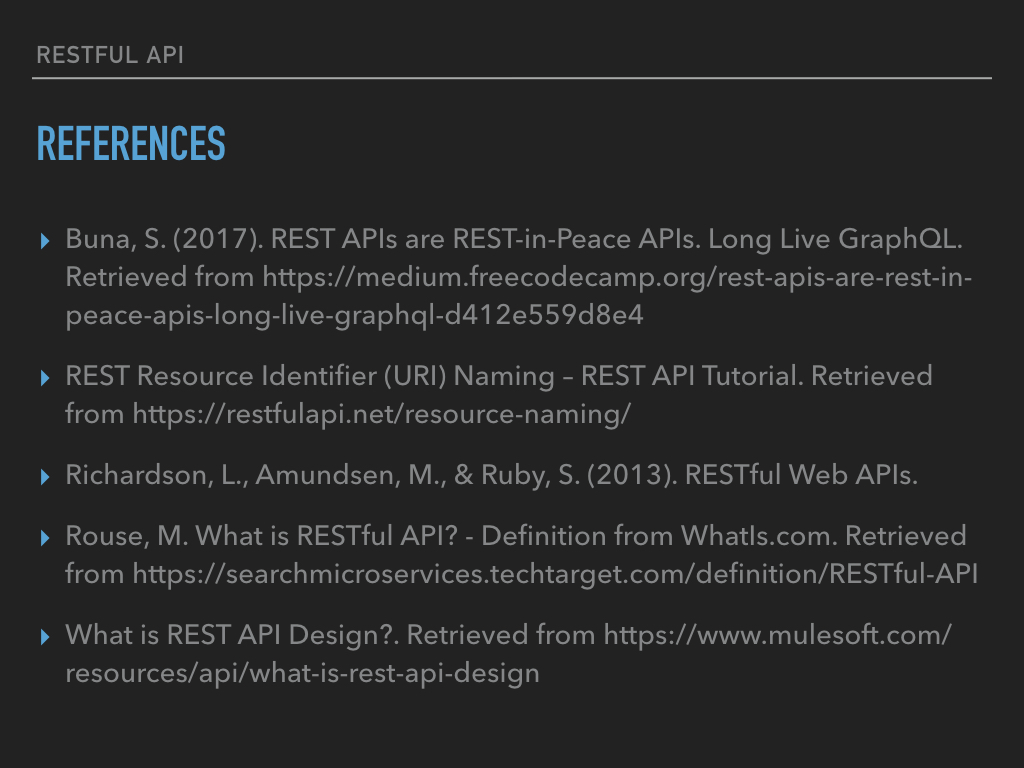 RESTFUL API
REFERENCES
Buna, S. (2017). REST APIs are REST-in-Peace APIs. Long Live GraphQL.
Retrieved from https://medium.freecodecamp.org/rest-apis-are-rest-in-
peace-apis-long-live-graphql-d412e559d8e4
REST Resource Identifier (URI) Naming – REST API Tutorial. Retrieved
from https://restfulapi.net/resource-naming/
Richardson, L., Amundsen, M., & Ruby, S. (2013). RESTful Web APIs.
Rouse, M. What is RESTful API? - Definition from WhatIs.com. Retrieved
from https://searchmicroservices.techtarget.com/definition/RESTful-API
What is REST API Design?. Retrieved from https://www.mulesoft.com/
resources/api/what-is-rest-api-design